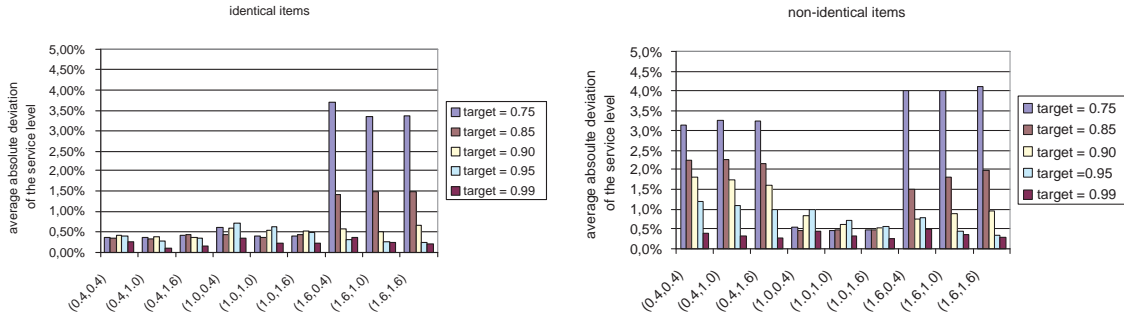 identical items
average absolute deviation
of the service level
5,00%
4,50%
4,00%
3,50%
3,00%
2,50%
2,00%
1,50%
1,00%
0,50%
0,00%
(0.4,0.4)
(0.4,1.0)
(0.4,1.6)
(1.0,0.4)
(1.0,1.0)
(1.0,1.6)
(1.6,0.4)
(1.6,1.0)
(1.6,1.6)
target = 0.75
target = 0.85
target = 0.90
target = 0.95
target = 0.99
non-identical items
average absoulte deviation
of the service level
5,0%
4,5%
4,0%
3,5%
3,0%
2,5%
2,0%
1,5%
1,0%
0,5%
0,0%
(0.4,0.4)
(0.4,1.0)
(0.4,1.6)
(1.0,0.4)
(1.0,1.0)
(1.0,1.6)
(1.6,0.4)
(1.6,1.0)
(1.6,1.6)
target = 0.75
target = 0.85
target = 0.90
target =0.95
target = 0.99